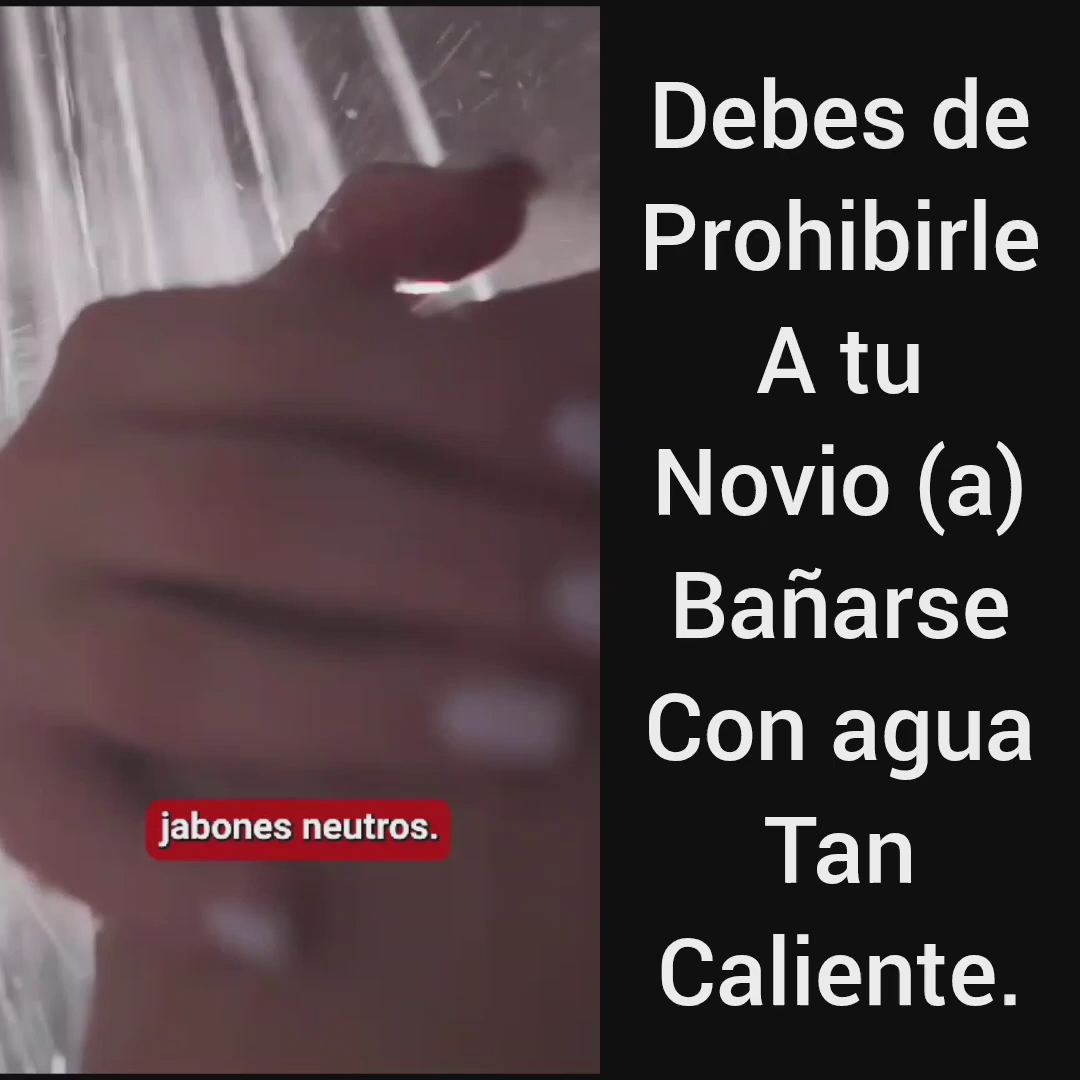 jabones neutros.
Debes de
Prohibirle
A tu
Novio (a)
Bañarse
Con agua
Tan
Caliente.